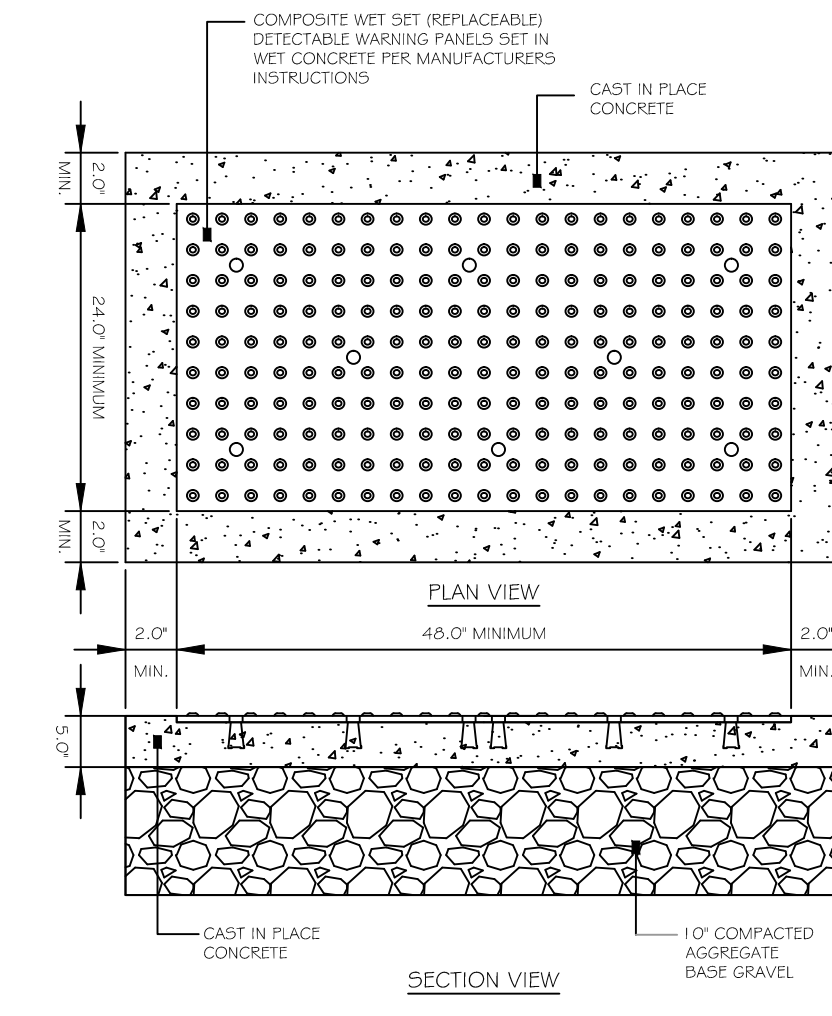 COMPOSITE WET SET (REPLACEABLE)
DETECTABLE WARNING PANELS SET IN
WET CONCRETE PER MANUFACTURERS
INSTRUCTIONS
CAST IN PLACE
CONCRETE
2.0"
MIN.
24.0" MINIMUM
2.0"
MIN.
PLAN VIEW
2.0"
MIN.
48.0" MINIMUM
2.0"
MIN.
5.0"
CAST IN PLACE
CONCRETE
10" COMPACTED
AGGREGATE
BASE GRAVEL
SECTION VIEW